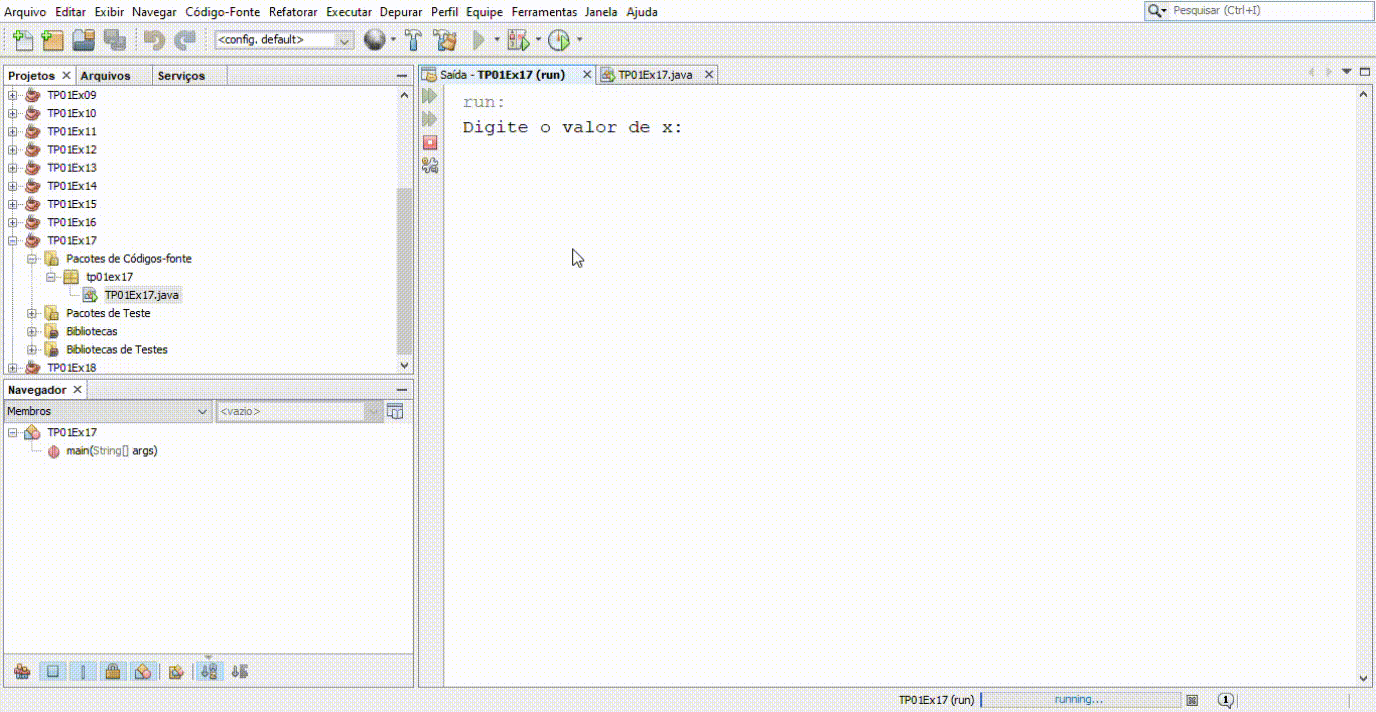 Arquivo Editar Exibir Navegar Código-Fonte Refatorar Executar Depurar Perfil Equipe Ferramentas Janela Ajuda
Pesquisar (Ctrl+I)
<config. default>
Projetos Arquivos Serviços
TP01Ex09
TP01Ex10
TP01Ex11
TP01Ex12
TP01Ex13
TP01Ex14
TP01Ex15
TP01Ex16
TP01Ex17
Pacotes de Códigos-fonte
tp01ex17
TP01Ex17.java
Pacotes de Teste
Bibliotecas
Bibliotecas de Testes
TP01Ex18
Navegador
Membros <vazio>
TP01Ex17
main(String[] args)
Saída - TP01Ex17 (run) TP01Ex17.java
run:
Digite o valor de x:
TP01Ex17 (run) running... 1